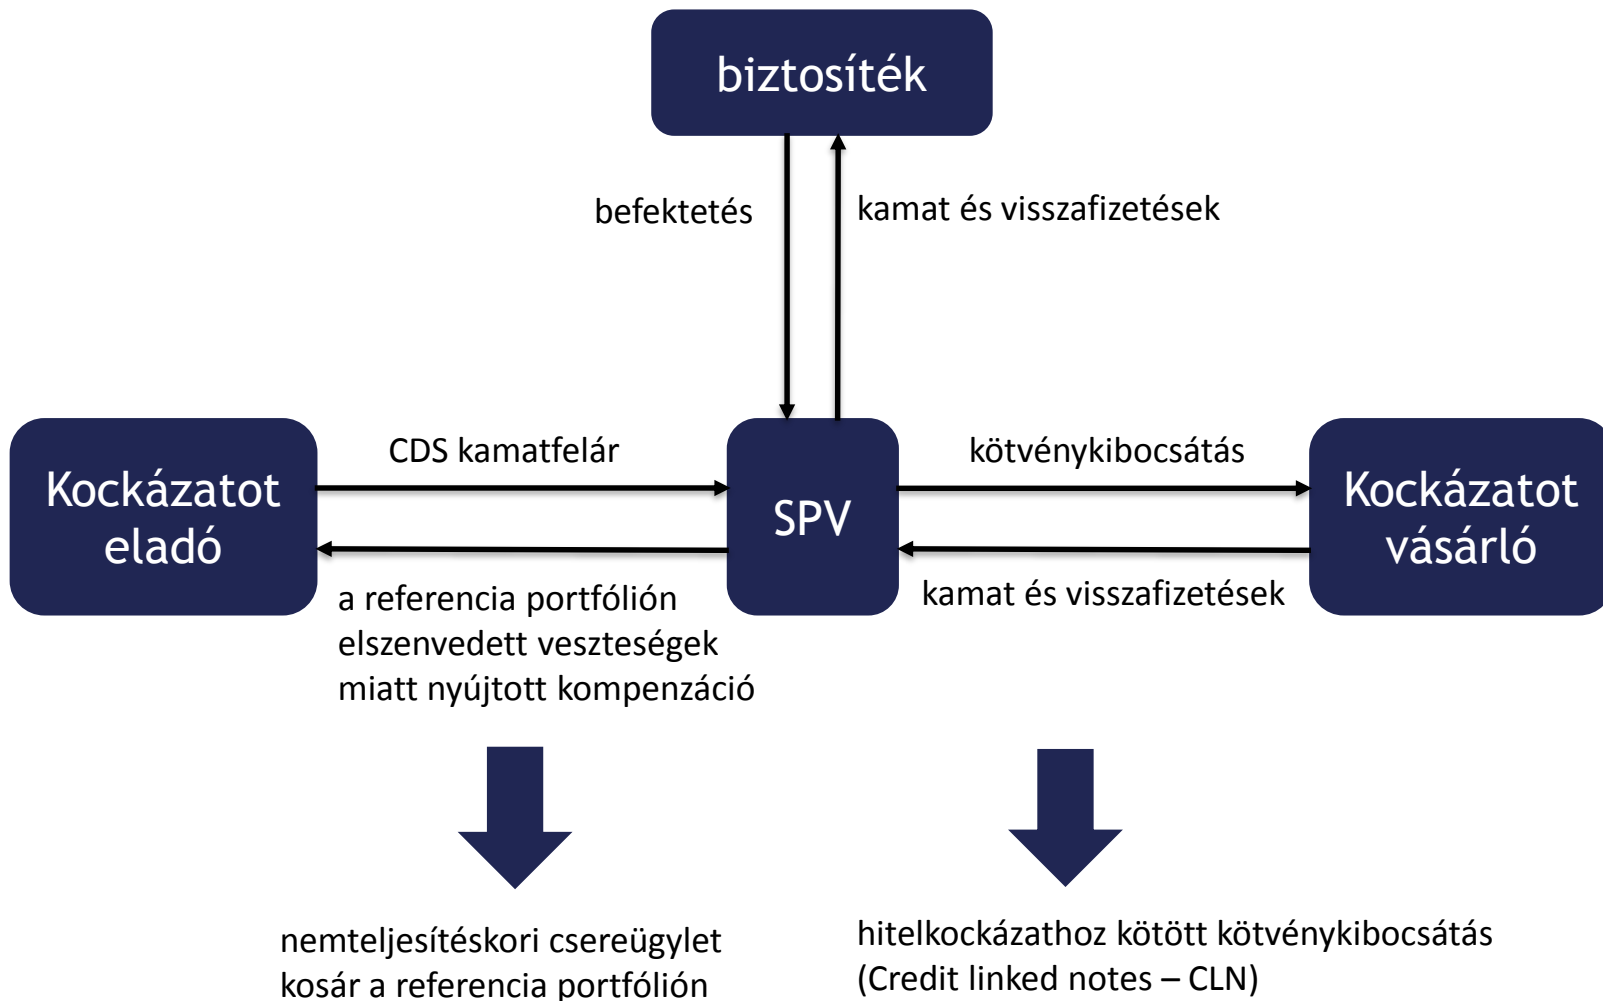 biztosíték
befektetés
kamat és visszafizetések
Kockázatot
eladó
CDS kamatfelár
SPV
kötvénykibocsátás
Kockázatot
vásárló
a referencia portfólión
elszenvedett veszteségek
miatt nyújtott kompenzáció
kamat és visszafizetések
nemteljesítéskori csereügylet
kosár a referencia portfólión
hitelkockázathoz kötött kötvénykibocsátás
(Credit linked notes – CLN)